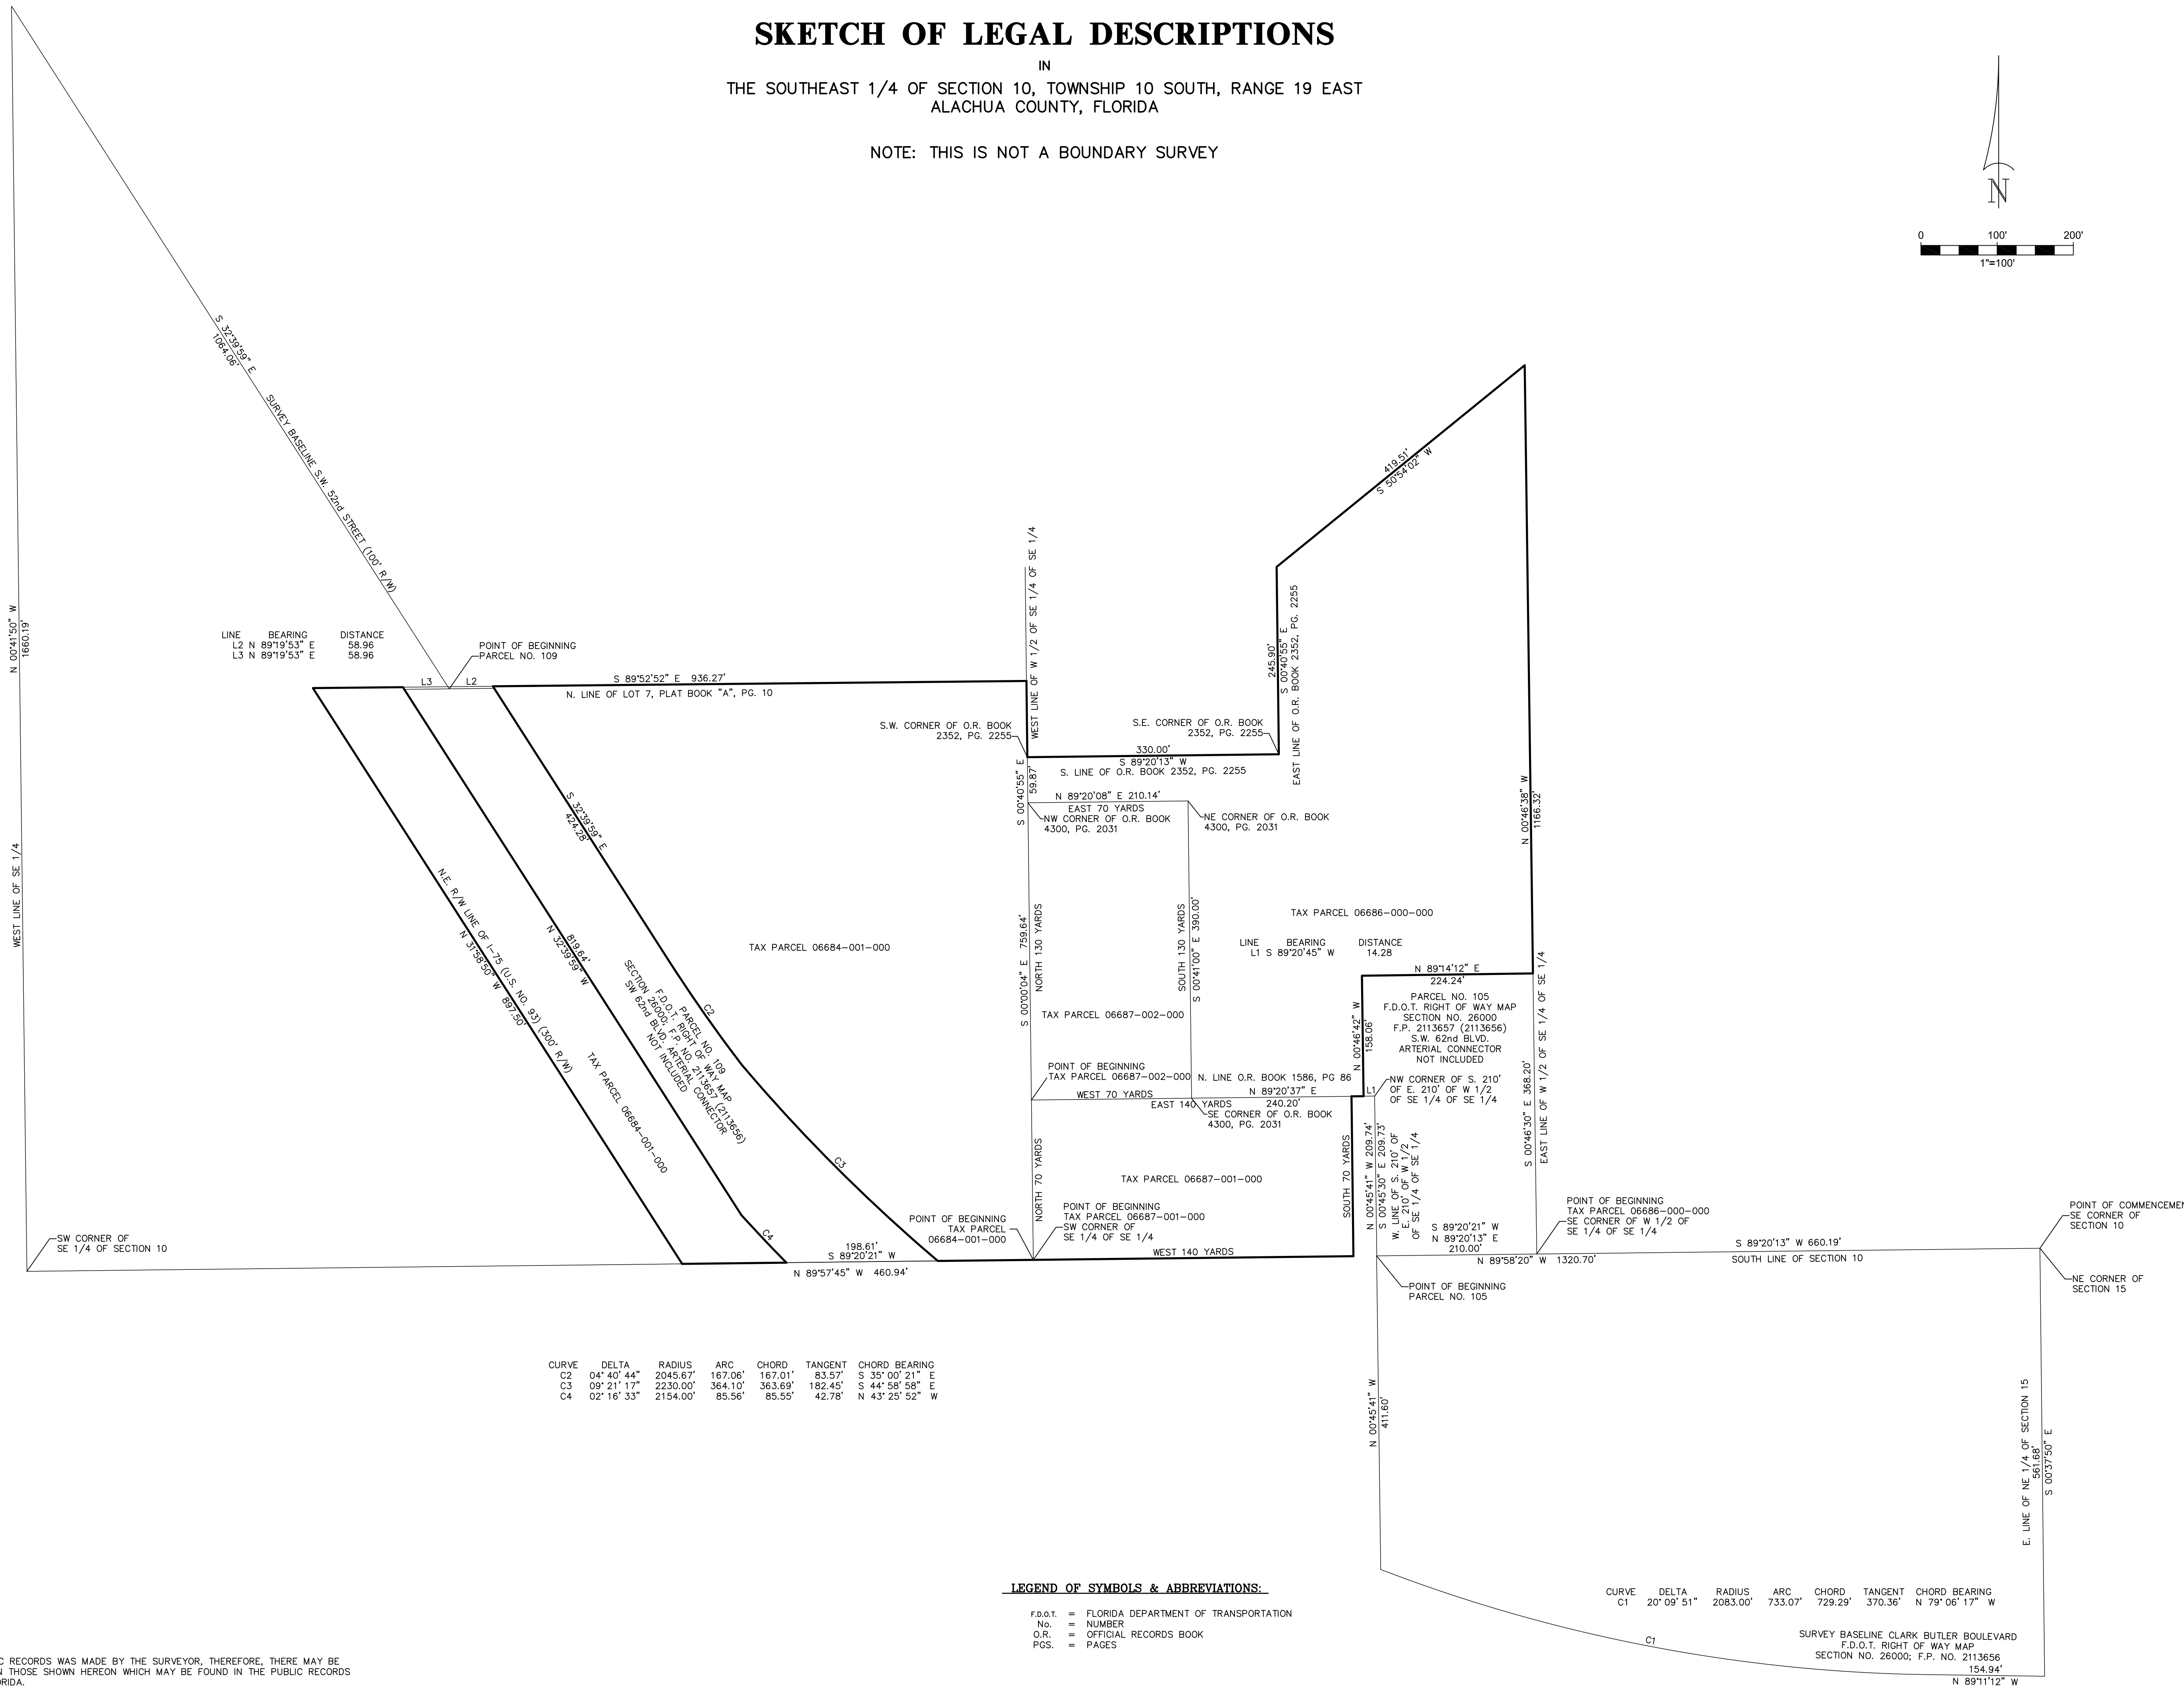 SKETCH OF LEGAL DESCRIPTIONS
IN
THE SOUTHEAST 1/4 OF SECTION 10, TOWNSHIP 10 SOUTH, RANGE 19 EAST
ALACHUA COUNTY, FLORIDA
NOTE: THIS IS NOT A BOUNDARY SURVEY
N
0 100' 200'
1"=100'
S 32°39'59" E
1064.06'
SURVEY BASELINE S.W. 52nd STREET (100' R/W)
N 00°41'50" W
1660.19'
WEST LINE OF SE 1/4
LINE BEARING DISTANCE
L2 N 89°19'53" E 58.96
L3 N 89°19'53" E 58.96
POINT OF BEGINNING
PARCEL NO. 109
L3
L2
S 89°52'52" E 936.27'
N. LINE OF LOT 7, PLAT BOOK "A", PG. 10
WEST LINE OF W 1/2 OF SE 1/4 OF SE 1/4
S.W. CORNER OF O.R. BOOK
2352, PG. 2255
S.E. CORNER OF O.R. BOOK
2352, PG. 2255
330.00'
S 89°20'13" W
S. LINE OF O.R. BOOK 2352, PG. 2255
245.90'
S 00°40'55" E
EAST LINE OF O.R. BOOK 2352, PG. 2255
419.51'
S 50°54'02" W
N 00°46'38" W
1166.32'
S 00°40'55" E
59.87'
N 89°20'08" E 210.14'
EAST 70 YARDS
NW CORNER OF O.R. BOOK
4300, PG. 2031
NE CORNER OF O.R. BOOK
4300, PG. 2031
S 32°39'59" E
424.28'
N.E. R/W LINE OF I-75 (U.S. NO. 93) (300' R/W)
N 31°58'50" W 897.50'
819.64'
N 32°39'59" W
TAX PARCEL 06684-001-000
PARCEL NO. 109
F.D.O.T. RIGHT OF WAY MAP
SECTION 26000; F.P. NO. 2113657 (2113656)
SW 62nd BLVD. ARTERIAL CONNECTOR
NOT INCLUDED
TAX PARCEL 06684-001-000
C2
C3
C4
S 00°00'04" E 759.64'
NORTH 130 YARDS
SOUTH 130 YARDS
S 00°41'00" E 390.00'
TAX PARCEL 06687-002-000
TAX PARCEL 06686-000-000
LINE BEARING DISTANCE
L1 S 89°20'45" W 14.28
N 89°14'12" E
224.24'
PARCEL NO. 105
F.D.O.T. RIGHT OF WAY MAP
SECTION NO. 26000
F.P. 2113657 (2113656)
S.W. 62nd BLVD.
ARTERIAL CONNECTOR
NOT INCLUDED
N 00°46'42" W
158.06'
S 00°46'30" E 368.20'
EAST LINE OF W 1/2 OF SE 1/4 OF SE 1/4
POINT OF BEGINNING
TAX PARCEL 06687-002-000
N. LINE O.R. BOOK 1586, PG 86
L1
NW CORNER OF S. 210'
OF E. 210' OF W 1/2
OF SE 1/4 OF SE 1/4
WEST 70 YARDS
N 89°20'37" E
EAST 140 YARDS
240.20'
SE CORNER OF O.R. BOOK
4300, PG. 2031
NORTH 70 YARDS
SOUTH 70 YARDS
TAX PARCEL 06687-001-000
N 00°45'41" W 209.74'
S 00°45'30" E 209.73'
W. LINE OF S. 210' OF
E. 210' OF W 1/2
OF SE 1/4 OF SE 1/4
POINT OF BEGINNING
TAX PARCEL
06684-001-000
POINT OF BEGINNING
TAX PARCEL 06687-001-000
SW CORNER OF
SE 1/4 OF SE 1/4
WEST 140 YARDS
S 89°20'21" W
N 89°20'13" E
210.00'
POINT OF BEGINNING
TAX PARCEL 06686-000-000
SE CORNER OF W 1/2 OF
SE 1/4 OF SE 1/4
POINT OF COMMENCEMEN
SE CORNER OF
SECTION 10
SW CORNER OF
SE 1/4 OF SECTION 10
198.61'
S 89°20'21" W
N 89°57'45" W 460.94'
N 89°58'20" W 1320.70'
S 89°20'13" W 660.19'
SOUTH LINE OF SECTION 10
NE CORNER OF
SECTION 15
POINT OF BEGINNING
PARCEL NO. 105
CURVE DELTA RADIUS ARC CHORD TANGENT CHORD BEARING
C2 04°40'44" 2045.67' 167.06' 167.01' 83.57' S 35°00'21" E
C3 09°21'17" 2230.00' 364.10' 363.69' 182.45' S 44°58'58" E
C4 02°16'33" 2154.00' 85.56' 85.55' 42.78' N 43°25'52" W
N 00°45'41" W
411.60'
E. LINE OF NE 1/4 OF SECTION 15
561.68'
S 00°37'50" E
LEGEND OF SYMBOLS & ABBREVIATIONS:
F.D.O.T. = FLORIDA DEPARTMENT OF TRANSPORTATION
No. = NUMBER
O.R. = OFFICIAL RECORDS BOOK
PGS. = PAGES
CURVE DELTA RADIUS ARC CHORD TANGENT CHORD BEARING
C1 20°09'51" 2083.00' 733.07' 729.29' 370.36' N 79°06'17" W
C1
SURVEY BASELINE CLARK BUTLER BOULEVARD
F.D.O.T. RIGHT OF WAY MAP
SECTION NO. 26000; F.P. NO. 2113656
154.94'
N 89°11'12" W
C RECORDS WAS MADE BY THE SURVEYOR, THEREFORE, THERE MAY BE
N THOSE SHOWN HEREON WHICH MAY BE FOUND IN THE PUBLIC RECORDS
ORIDA.